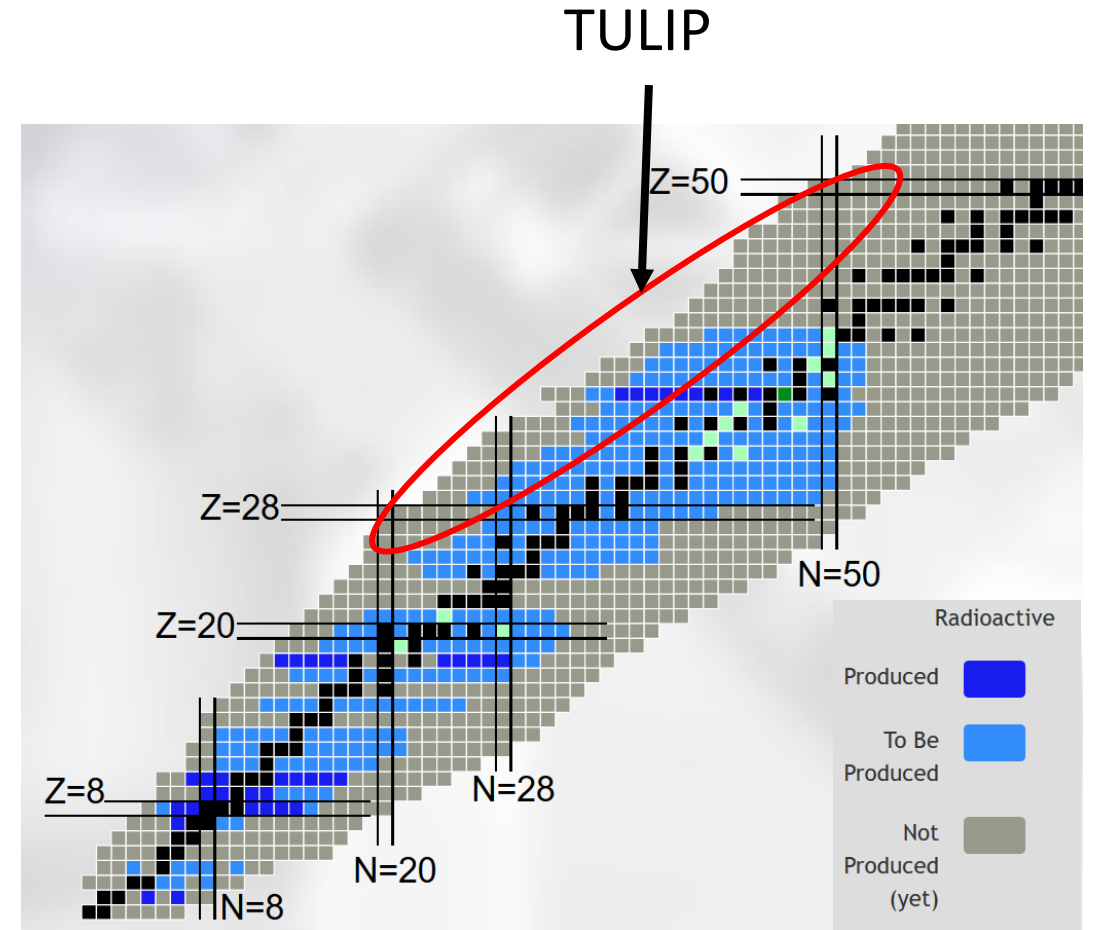 TULIP
Z=50
Z=28
N=50
Z=20
Radioactive
Produced
To Be
Produced
Z=8
N=28
Not
Produced
(yet)
N=20
N=8